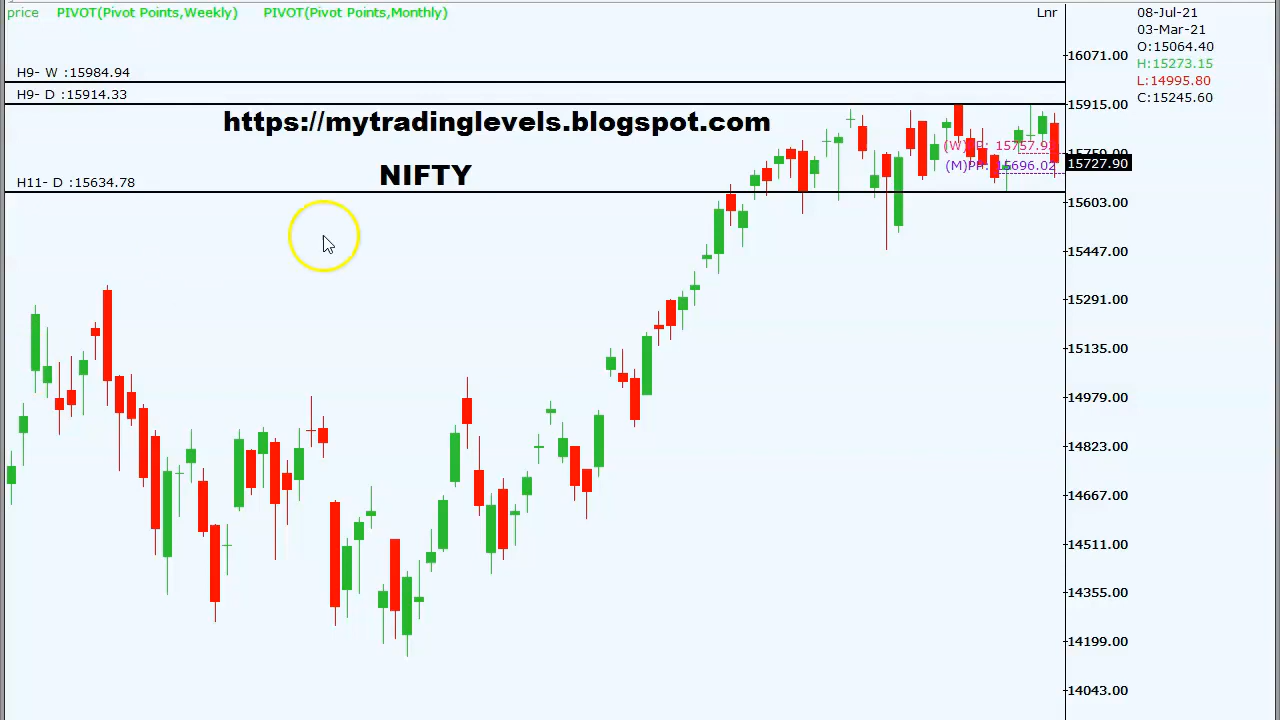 price PIVOT(Pivot Points,Weekly) PIVOT(Pivot Points,Monthly) Lnr
08-Jul-21
03-Mar-21
O:15064.40
H:15273.15
L:14995.80
C:15245.60
16071.00
H9- W :15984.94
H9- D :15914.33
15915.00
https://mytradinglevels.blogspot.com
15727.90
NIFTY
H11- D :15634.78
15603.00
15447.00
15291.00
15135.00
14979.00
14823.00
14667.00
14511.00
14355.00
14199.00
14043.00